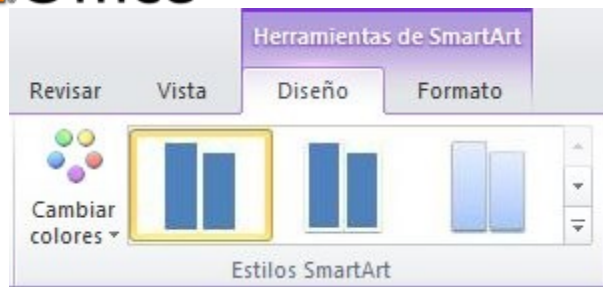 Herramientas de SmartArt
Revisar Vista Diseño Formato
Cambiar
colores
Estilos SmartArt